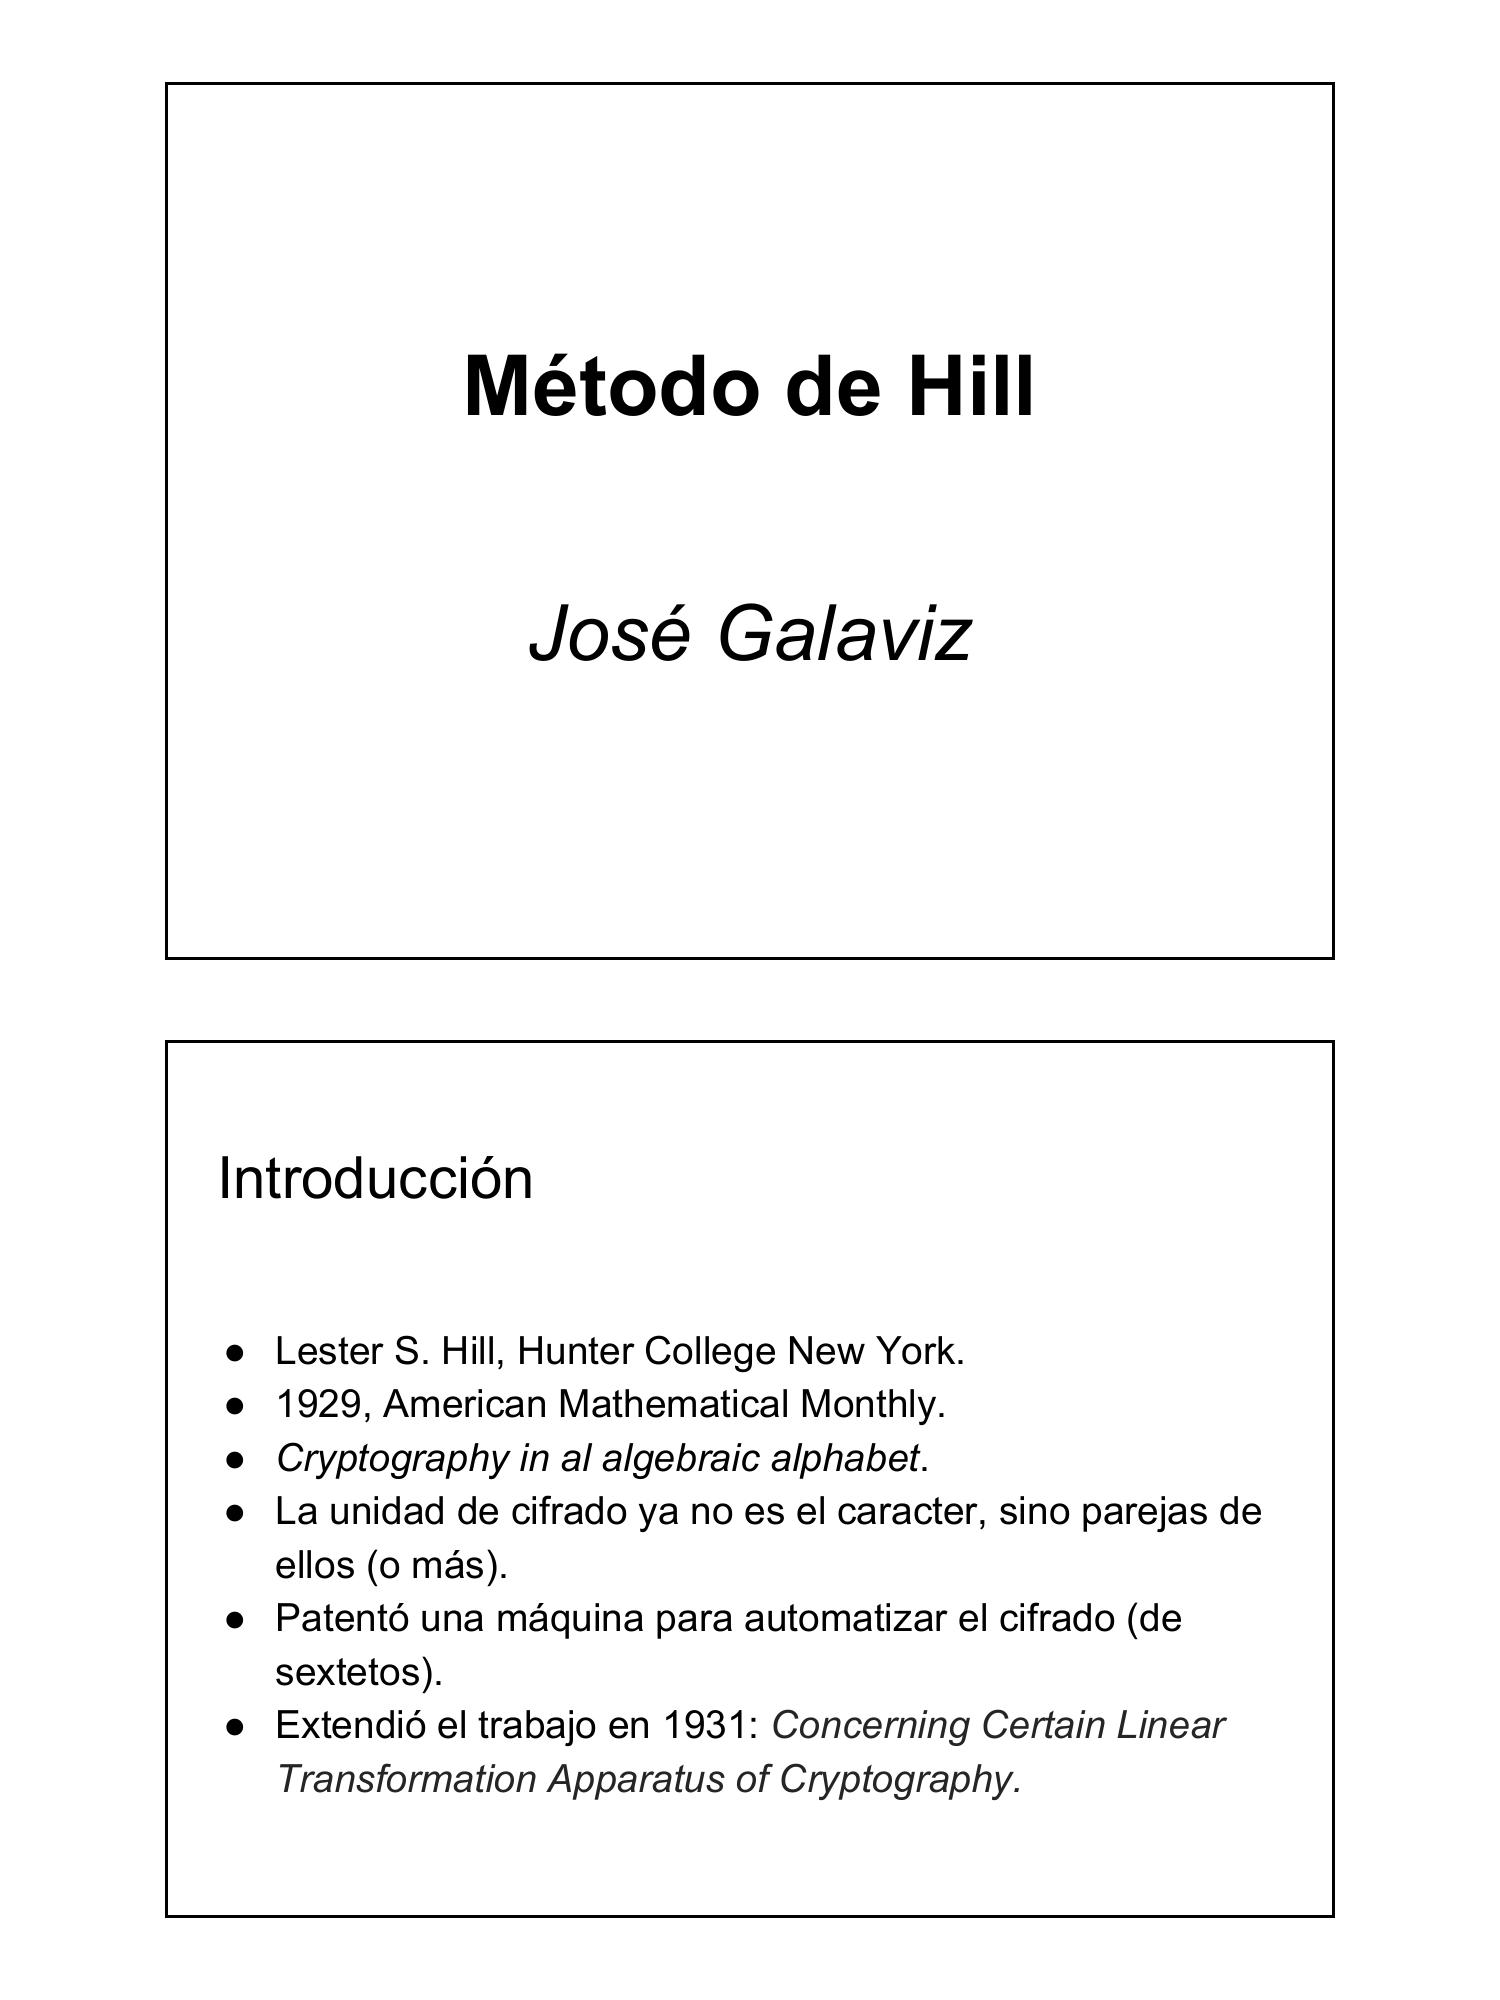 Método de Hill
José Galaviz
Introducción
● Lester S. Hill, Hunter College New York.
● 1929, American Mathematical Monthly.
● Cryptography in al algebraic alphabet.
● La unidad de cifrado ya no es el caracter, sino parejas de
ellos (o más).
● Patentó una máquina para automatizar el cifrado (de
sextetos).
● Extendió el trabajo en 1931: Concerning Certain Linear
Transformation Apparatus of Cryptography.